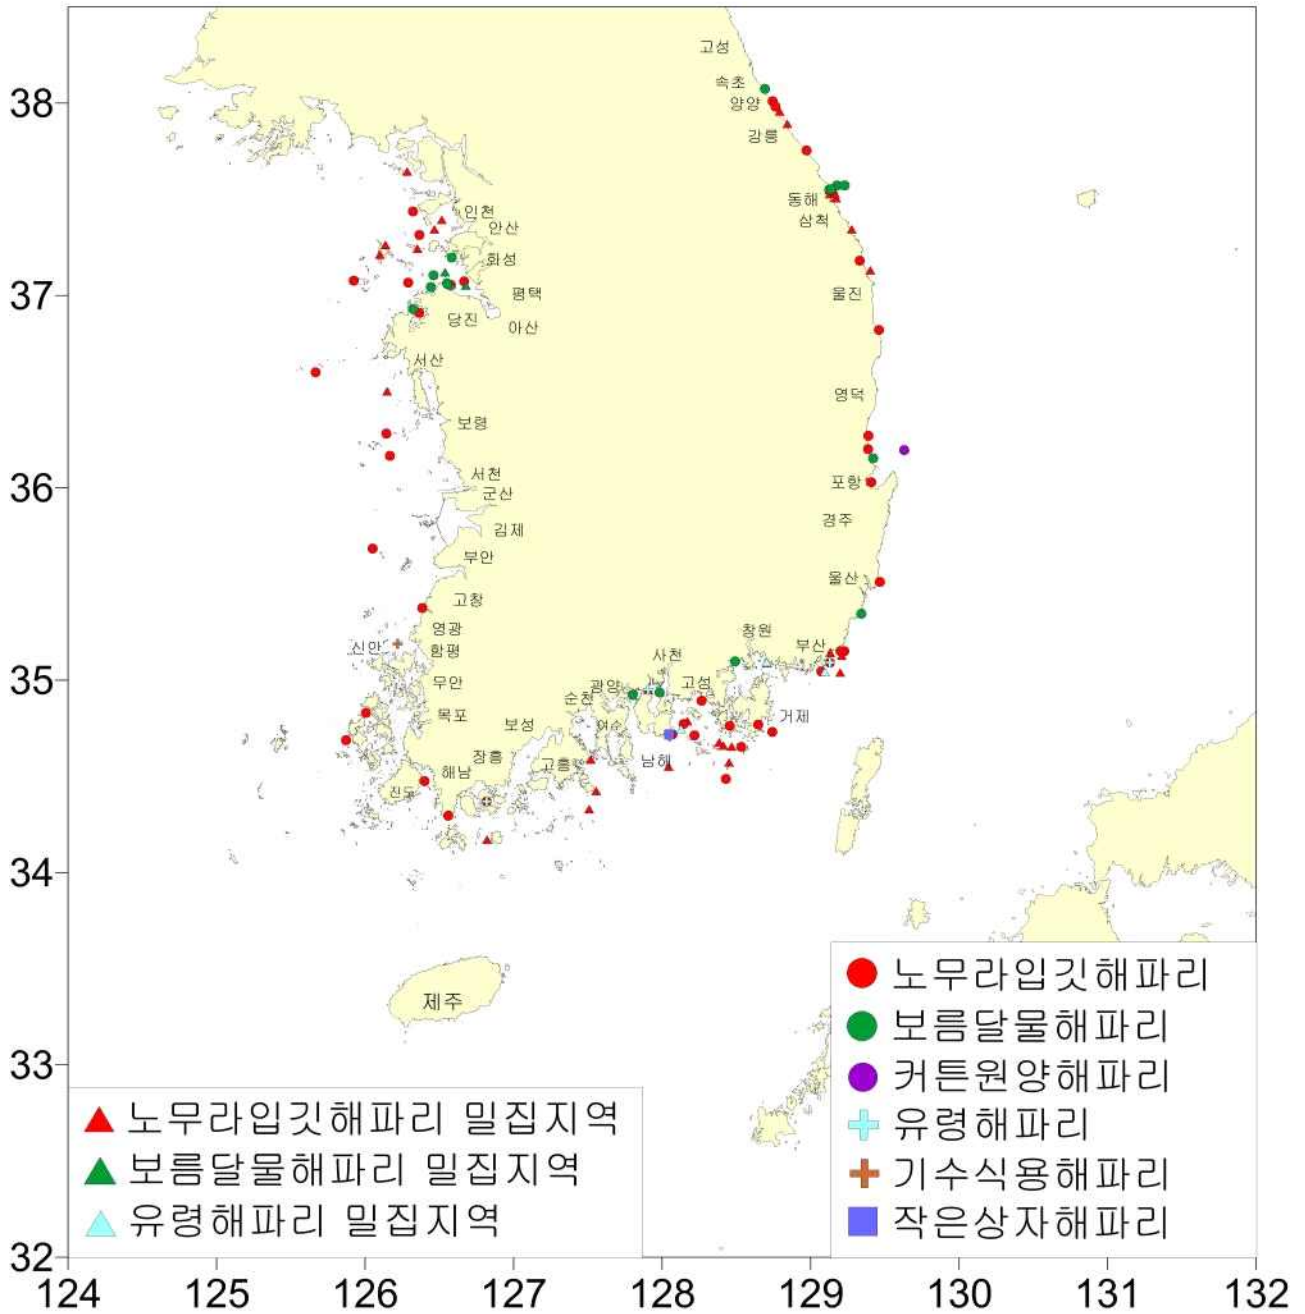 고성
속초
38
양양
강릉
동해
인천
안산
삼척
화성
37
평택
울진
당진
아산
서산
영덕
보령
서천
포항
36
군산
경주
김제
부안
울산
고창
영광
창원
신안
함평
부산
사천
35
무안
광양
고성
순천
목포
거제
보성
여수
장흥
남해
고흥
해남
진도
34
제주
33
노무라입깃해파리
보름달물해파리
커튼원양해파리
유령해파리
기수식용해파리
작은상자해파리
노무라입깃해파리 밀집지역
보름달물해파리 밀집지역
유령해파리 밀집지역
32
124 125 126 127 128 129 130 131 132